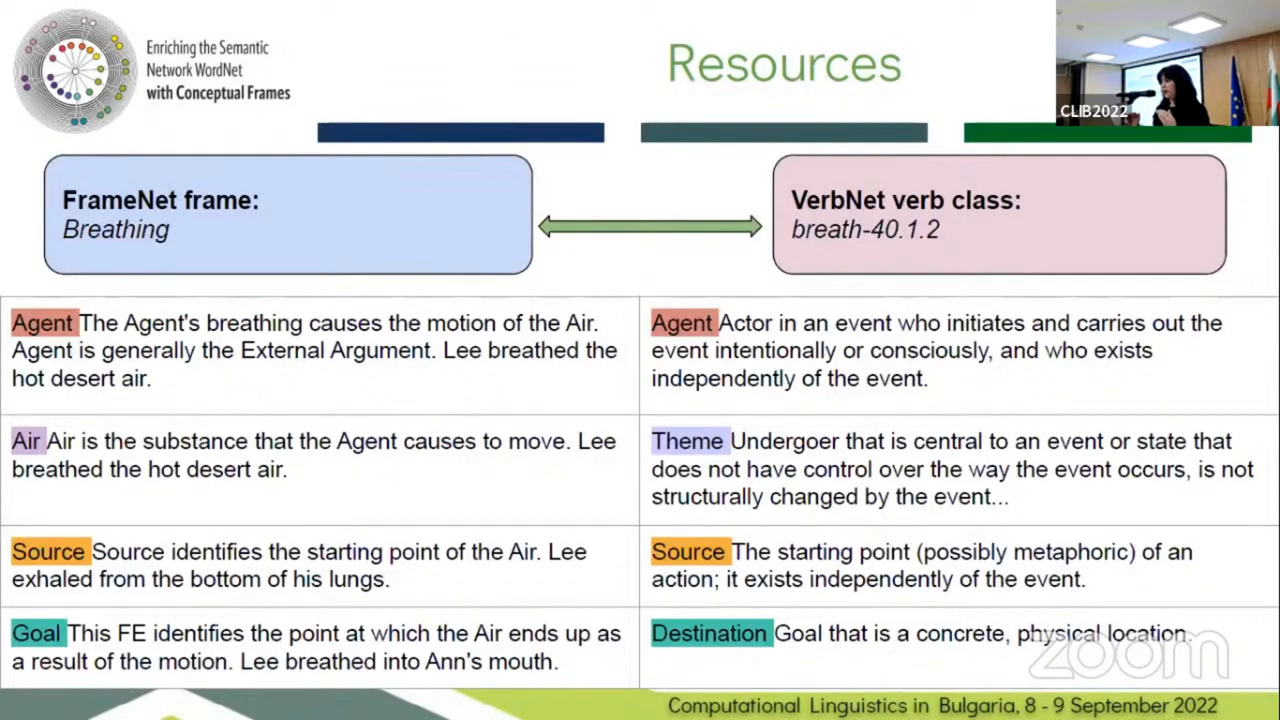 Enriching the Semantic
Network WordNet
with Conceptual Frames
Resources
CLIB2022
FrameNet frame:
Breathing
VerbNet verb class:
breath-40.1.2
Agent The Agent's breathing causes the motion of the Air.
Agent is generally the External Argument. Lee breathed the
hot desert air.
Agent Actor in an event who initiates and carries out the
event intentionally or consciously, and who exists
independently of the event.
Air Air is the substance that the Agent causes to move. Lee
breathed the hot desert air.
Theme Undergoer that is central to an event or state that
does not have control over the way the event occurs, is not
structurally changed by the event...
Source Source identifies the starting point of the Air. Lee
exhaled from the bottom of his lungs.
Source The starting point (possibly metaphoric) of an
action; it exists independently of the event.
Goal This FE identifies the point at which the Air ends up as
a result of the motion. Lee breathed into Ann's mouth.
Destination Goal that is a concrete, physical location.
zoom
Computational Linguistics in Bulgaria, 8 - 9 September 2022